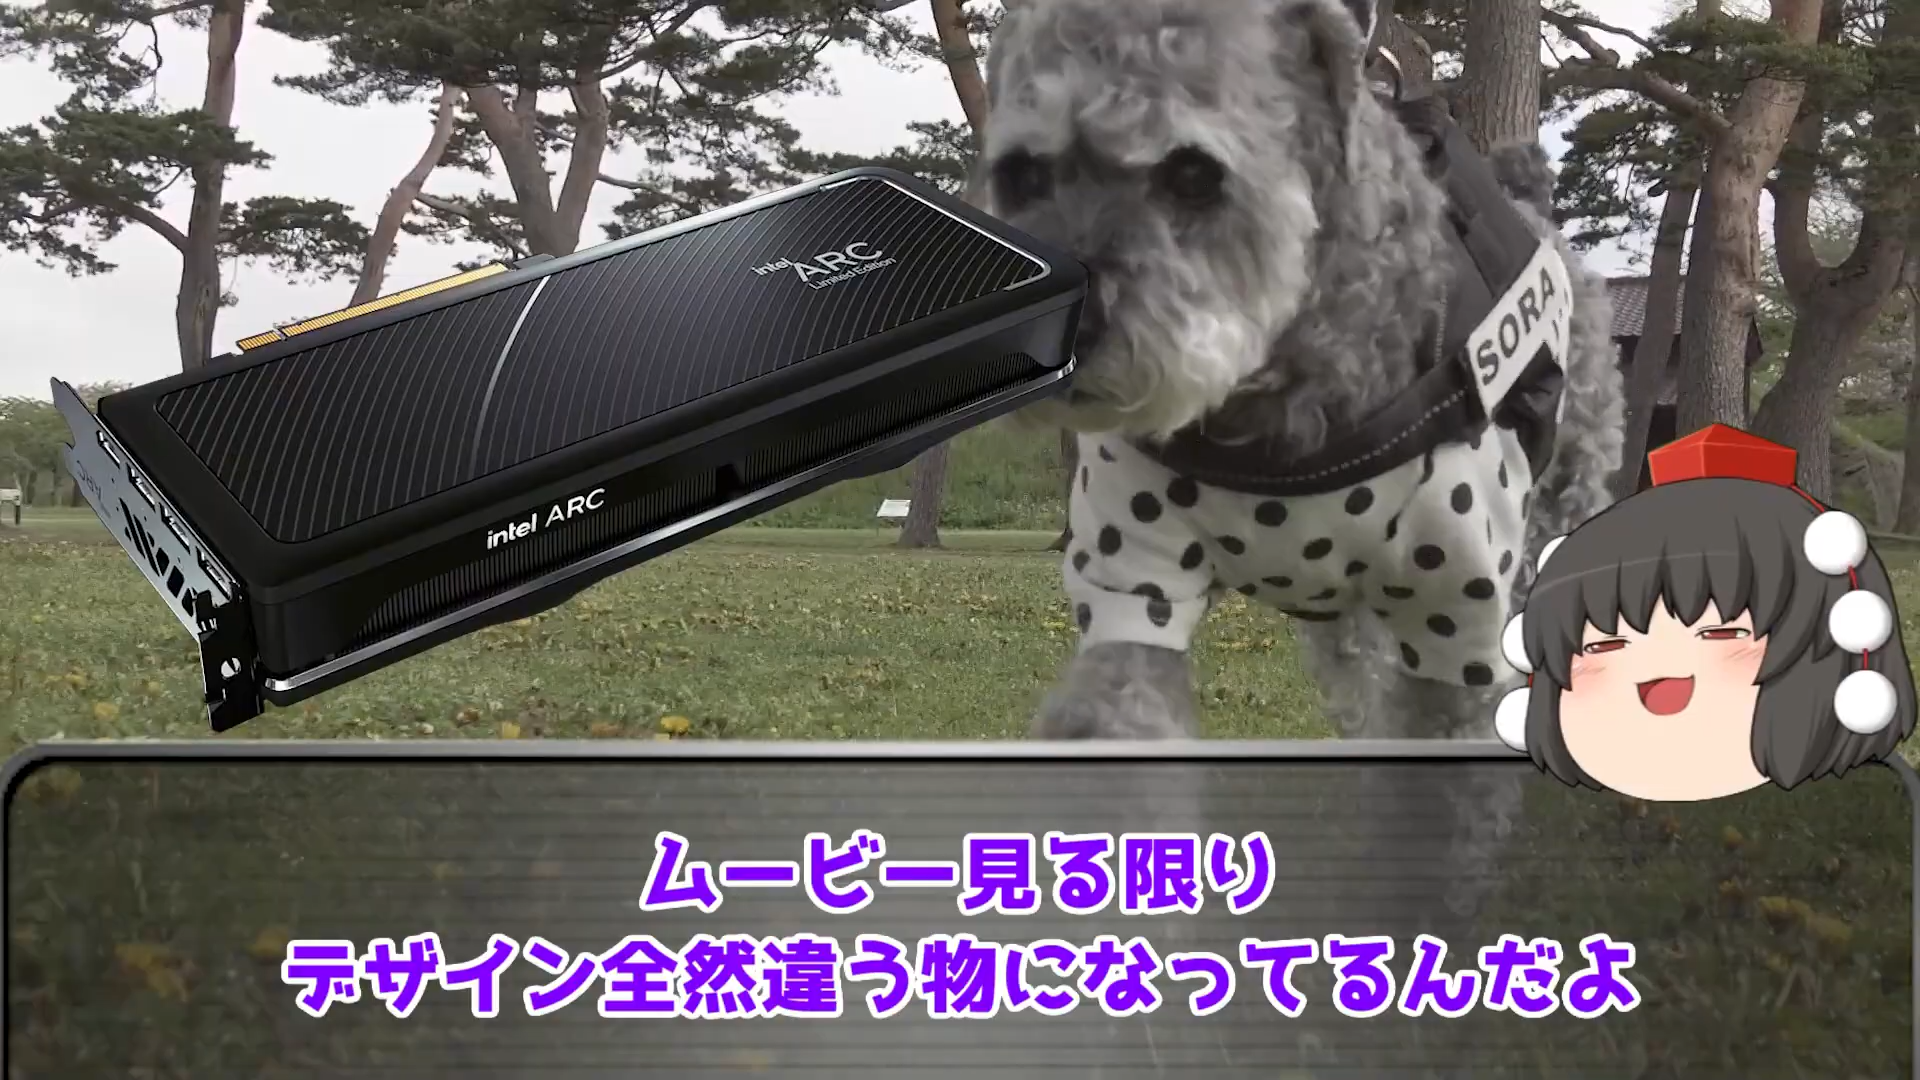 intel ARC
Limited Edition
intel ARC
ARC
SORA
ムービー見る限り
デザイン全然違う物になってるんだよ